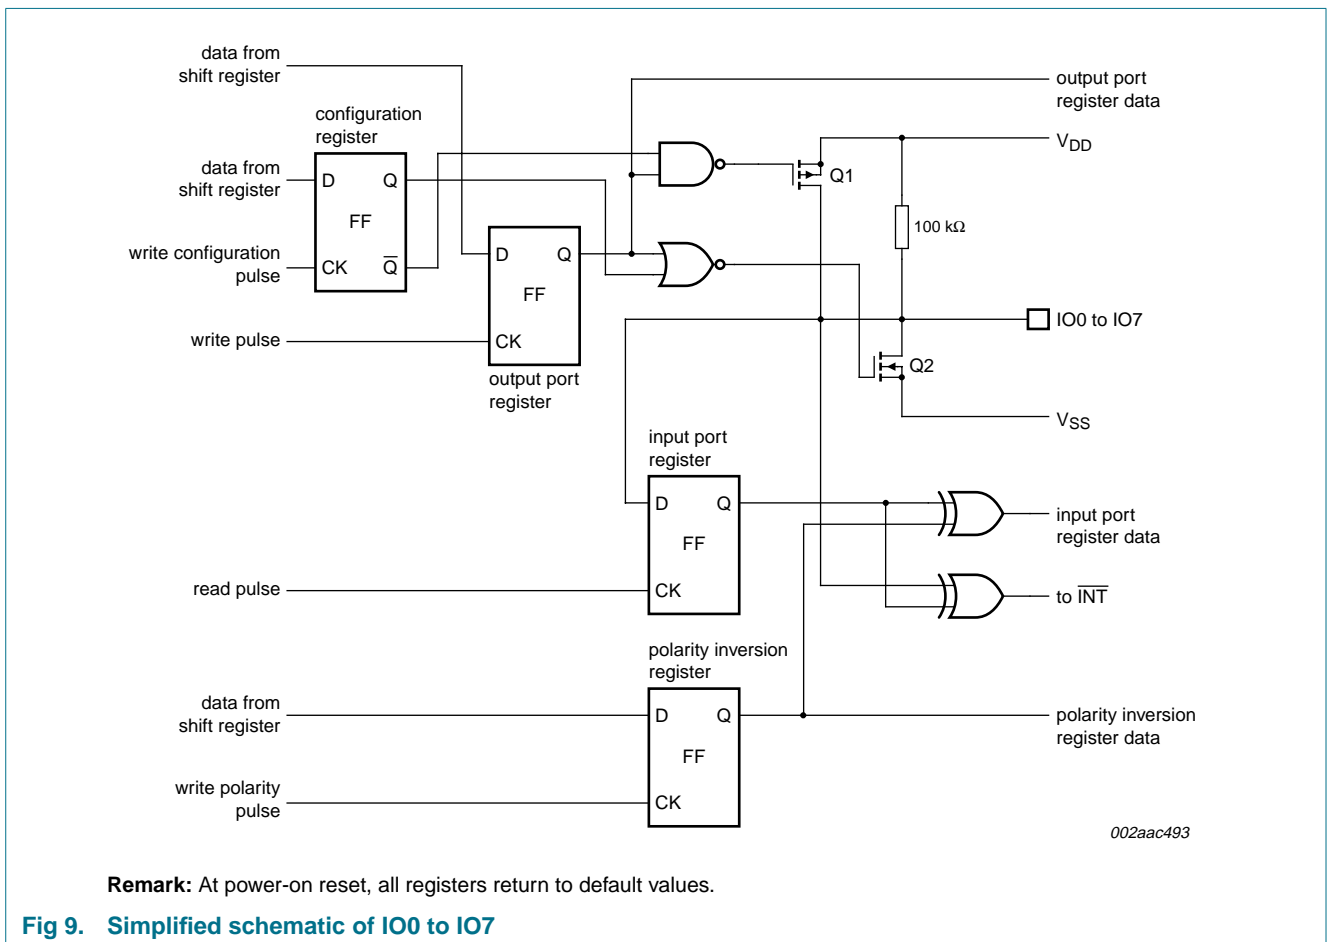 data from
shift register
output port
register data
configuration
register
V_DD
data from
shift register
D
Q
Q1
FF
100 kΩ
write configuration
pulse
CK
Q̅
D
Q
FF
IO0 to IO7
write pulse
CK
Q2
output port
register
V_SS
input port
register
D
Q
input port
register data
FF
read pulse
CK
to I̅N̅T̅
polarity inversion
register
data from
shift register
D
Q
polarity inversion
register data
FF
write polarity
pulse
CK
002aac493
Remark: At power-on reset, all registers return to default values.
Fig 9. Simplified schematic of IO0 to IO7